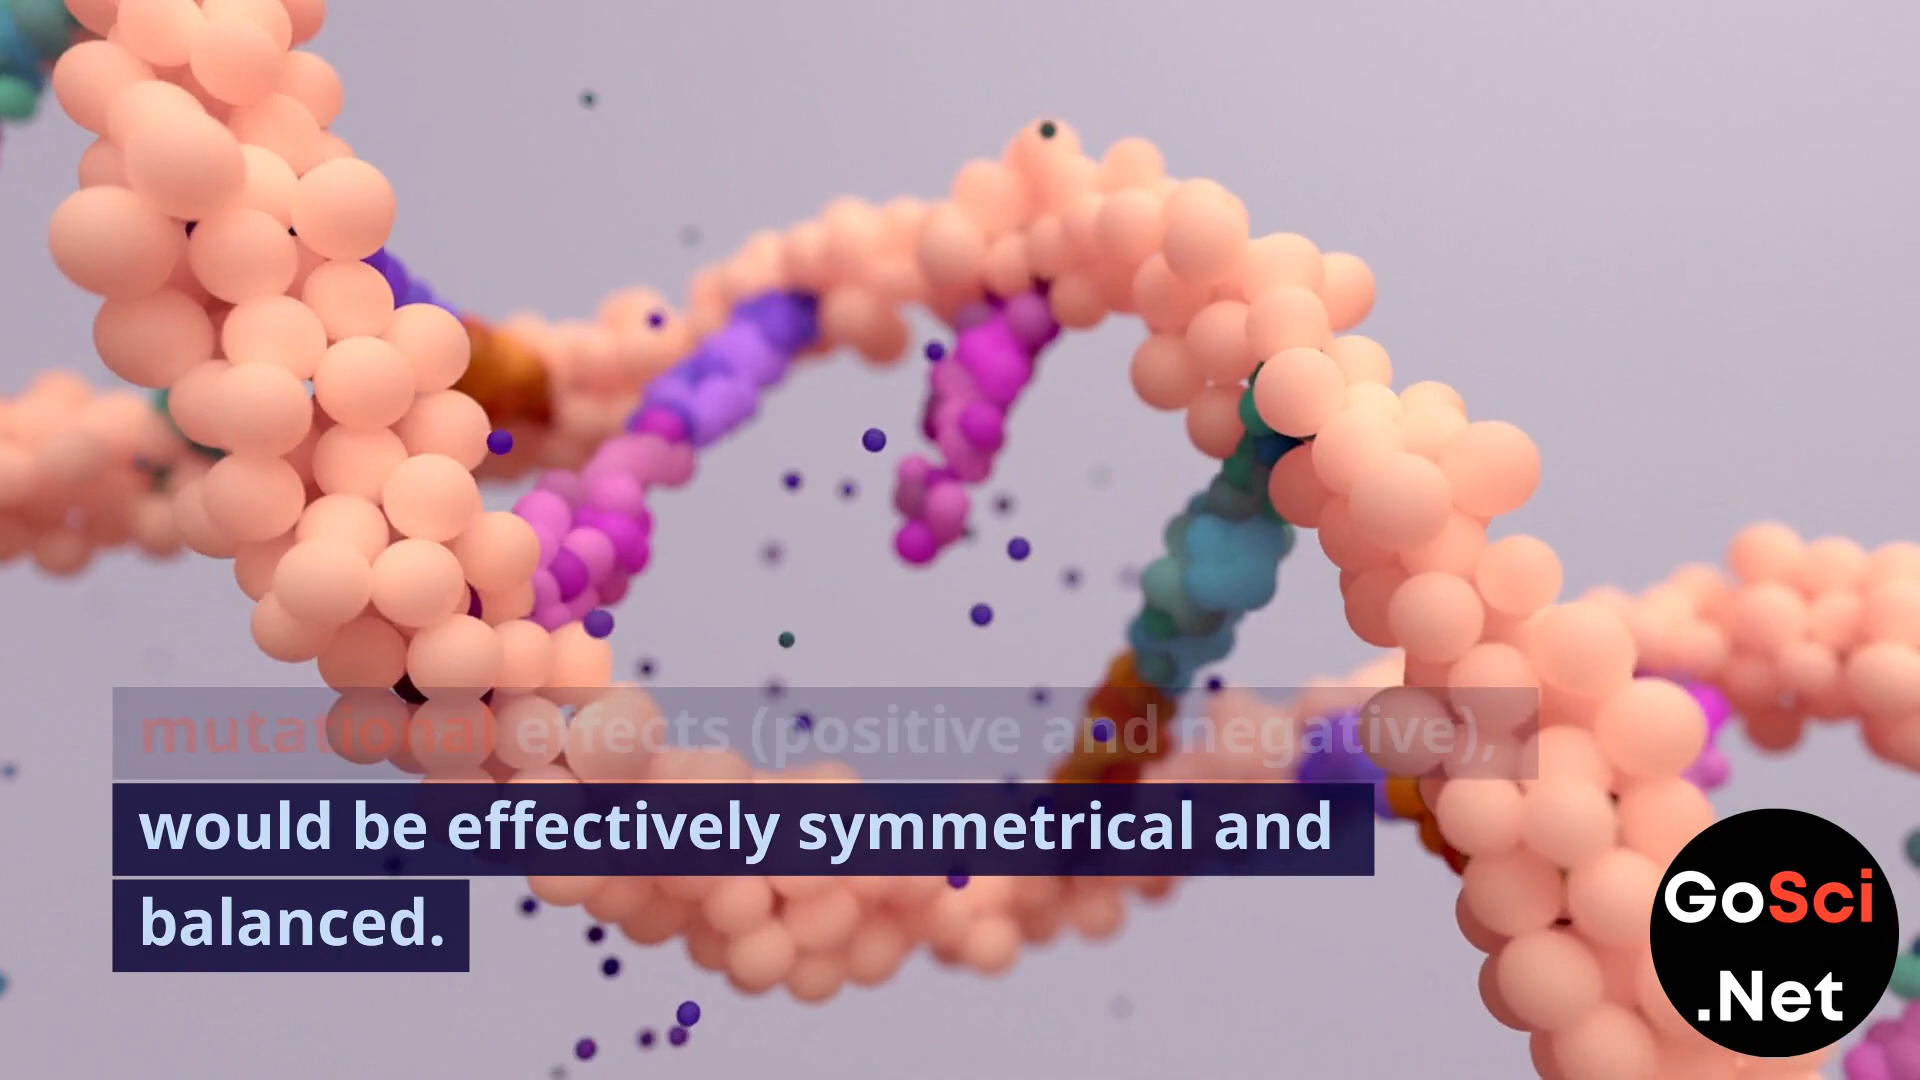 mutational effects (positive and negative),
would be effectively symmetrical and
balanced.
GoSci
.Net